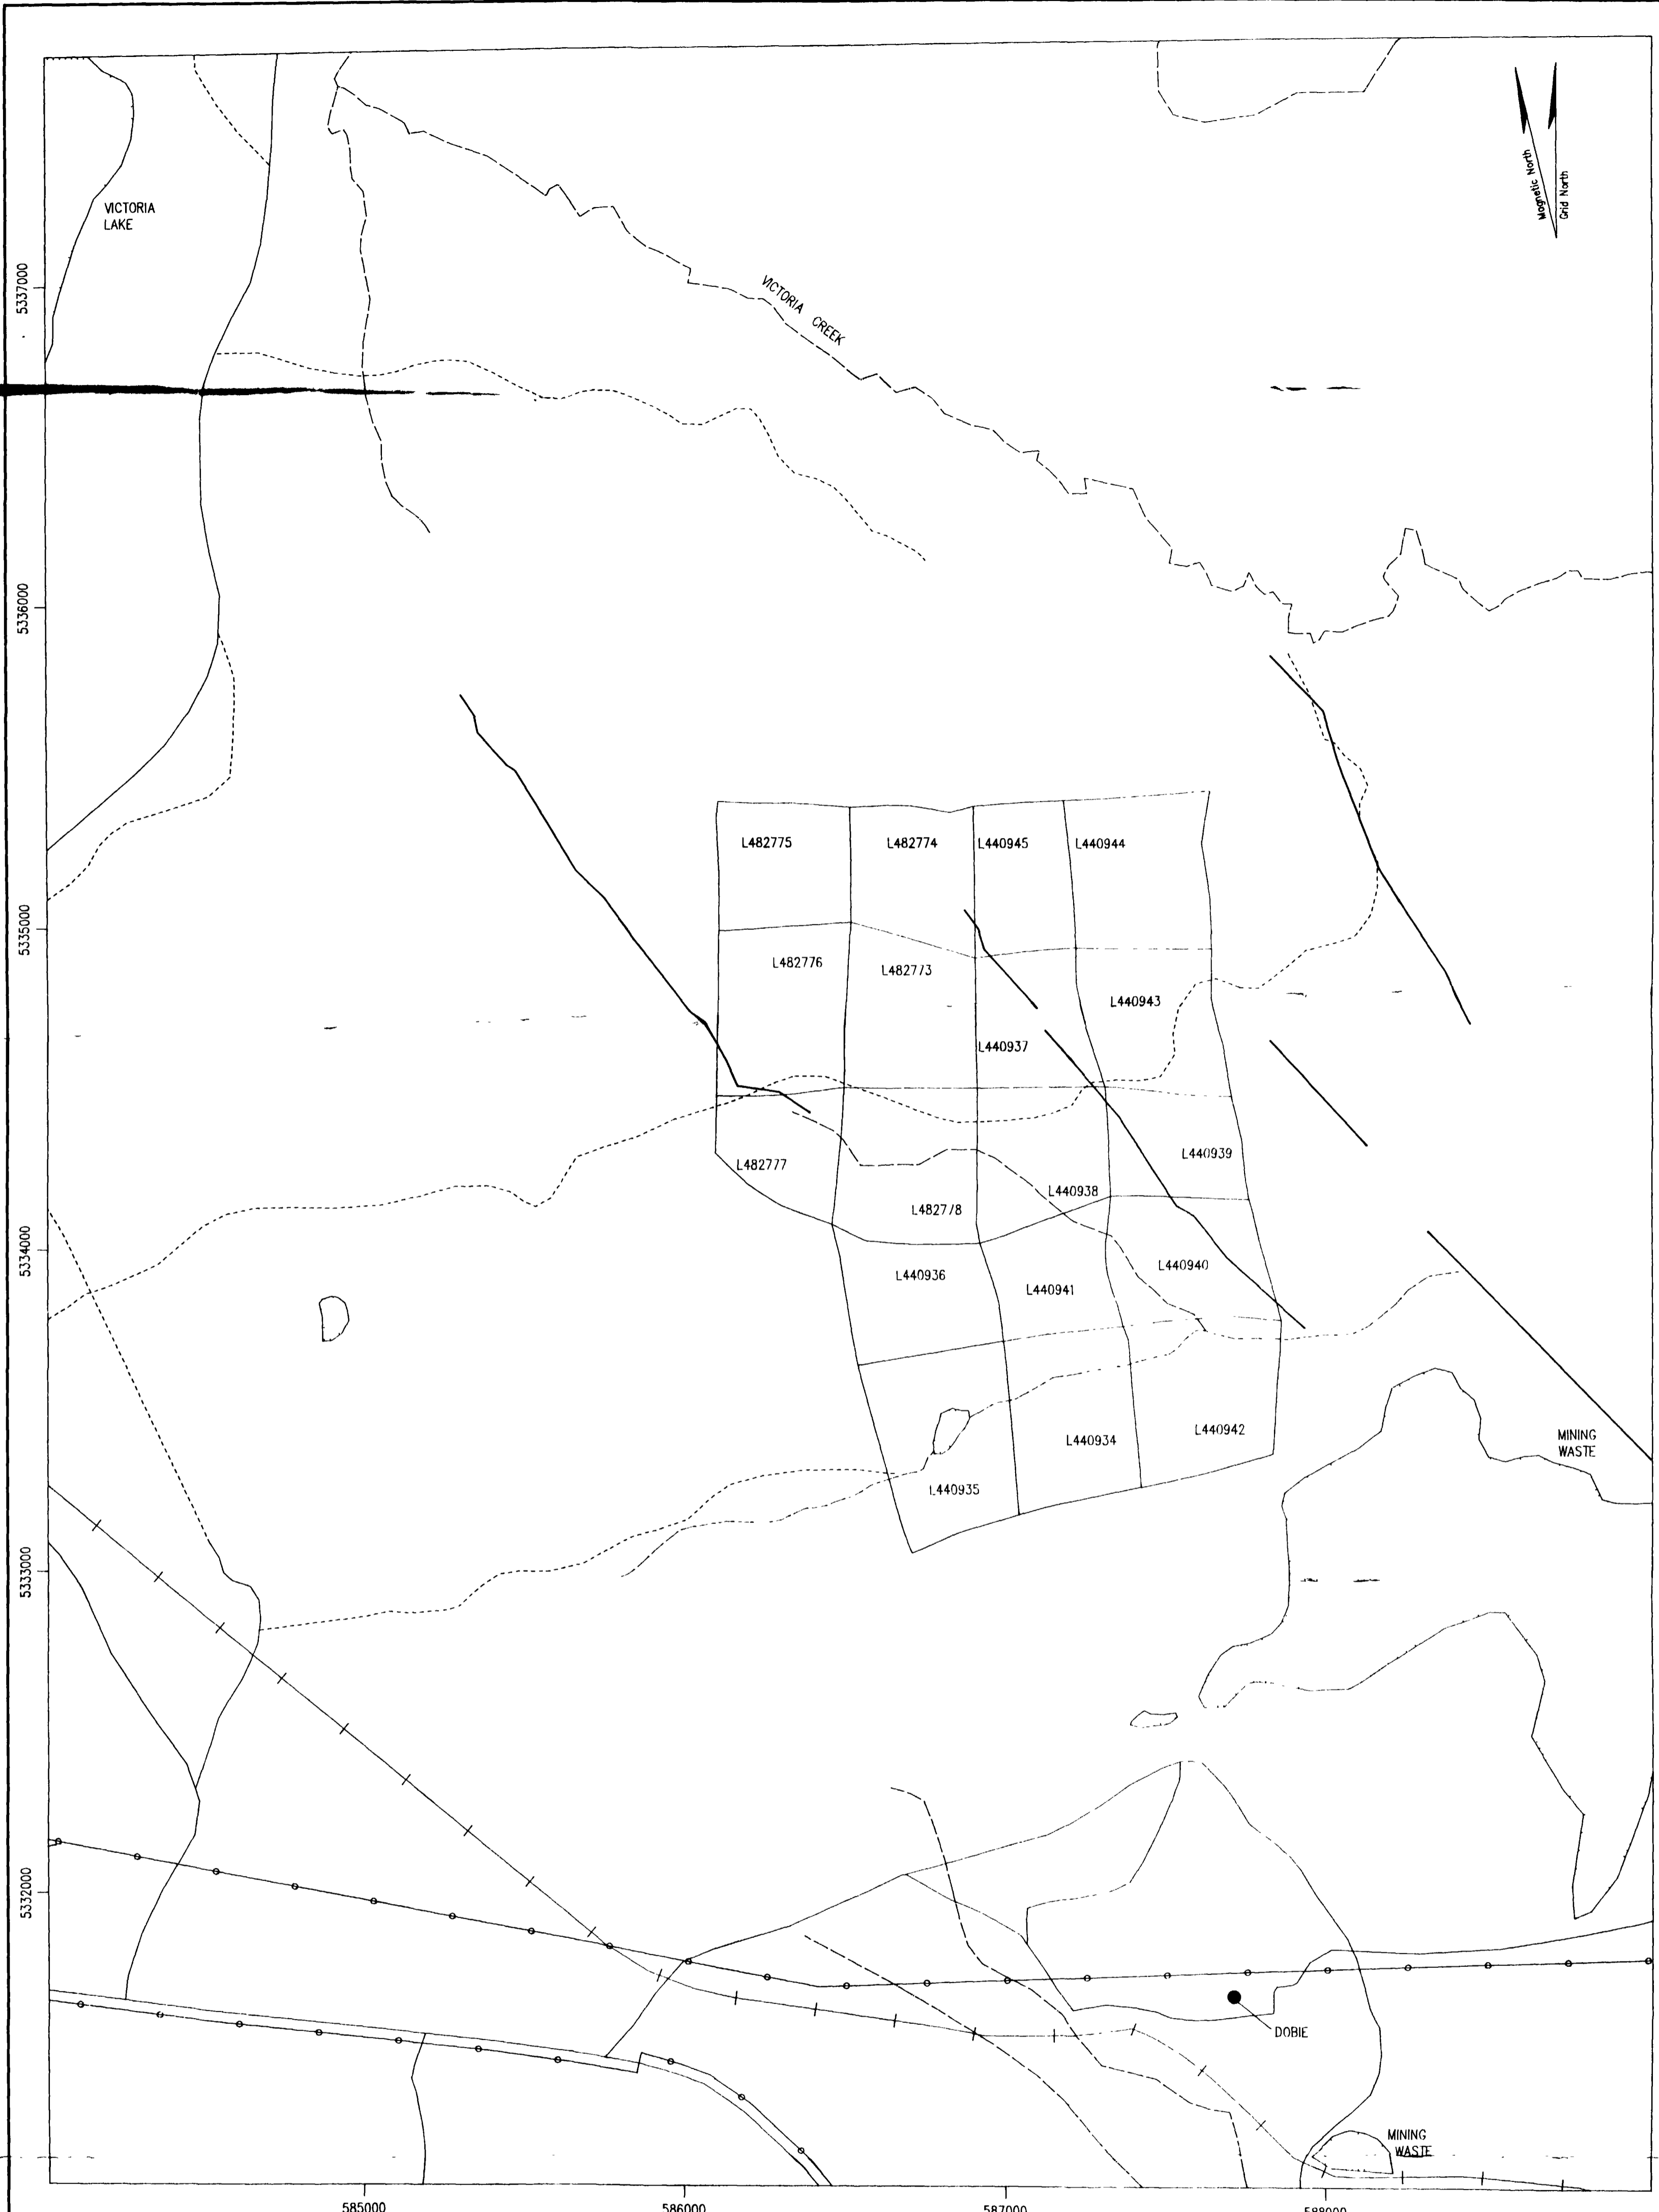 Magnetic North
Grid North
VICTORIA
LAKE
5337000
VICTORIA CREEK
5336000
L482775
L482774
L440945
L440944
5335000
L482776
L482773
L440943
L440937
L440939
L482777
L440938
L482778
5334000
L440936
L440941
L440940
MINING
WASTE
L440942
L440934
L440935
5333000
5332000
DOBIE
MINING
WASTE
585000
586000
587000
588000